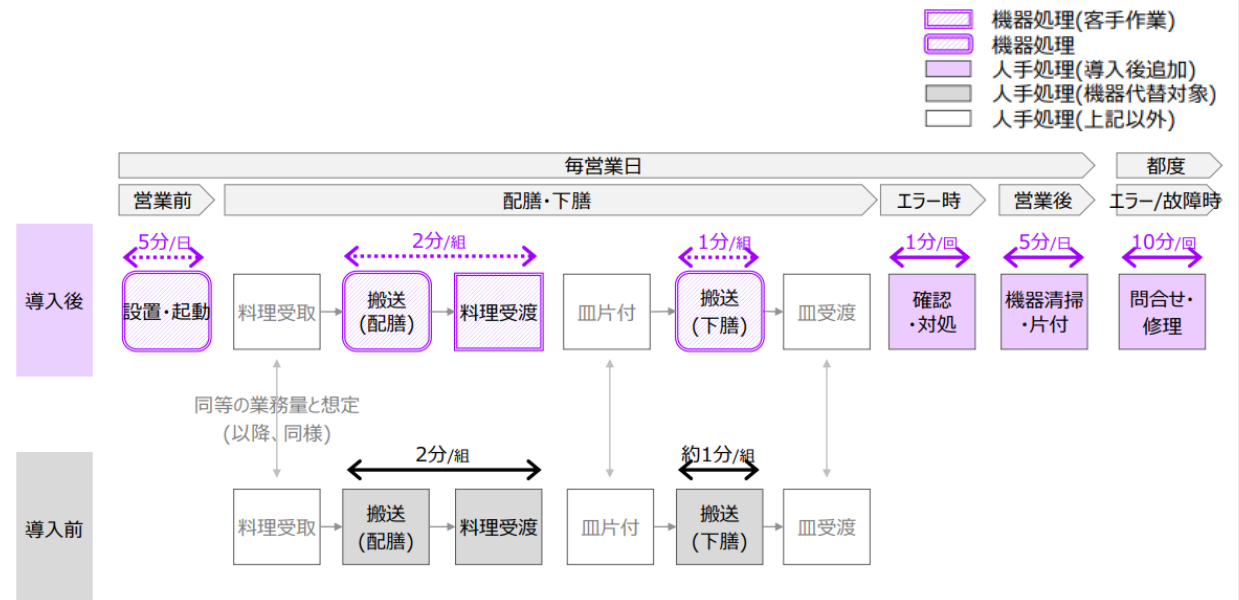 機器処理(客手作業)
機器処理
人手処理(導入後追加)
人手処理(機器代替対象)
人手処理(上記以外)
毎営業日
都度
営業前
配膳・下膳
エラー時
営業後
エラー/故障時
5分/日
2分/組
1分/組
1分/回
5分/日
10分/回
導入後
設置・起動
料理受取
搬送
(配膳)
料理受渡
皿片付
搬送
(下膳)
皿受渡
確認
・対処
機器清掃
・片付
問合せ・
修理
同等の業務量と想定
(以降、同様)
2分/組
約1分/組
導入前
料理受取
搬送
(配膳)
料理受渡
皿片付
搬送
(下膳)
皿受渡